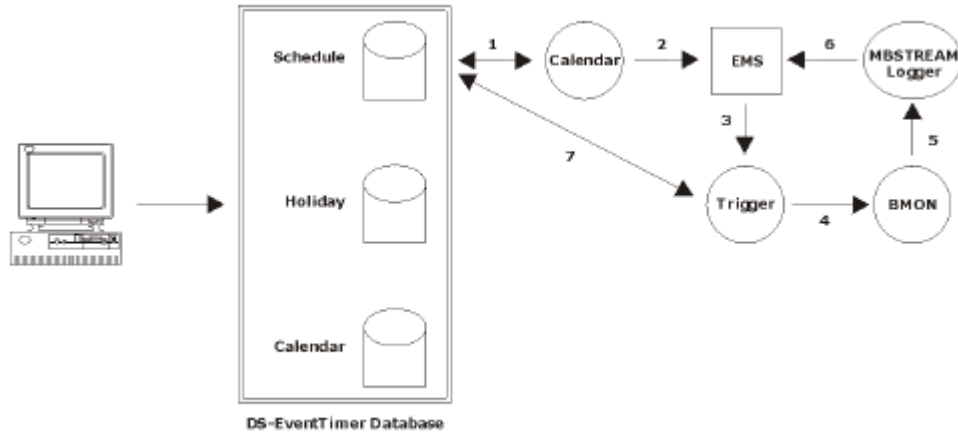 Schedule
1
Calendar
2
EMS
6
MBSTREAM
Logger
3
5
7
Holiday
Trigger
4
BMON
Calendar
DS-EventTimer Database